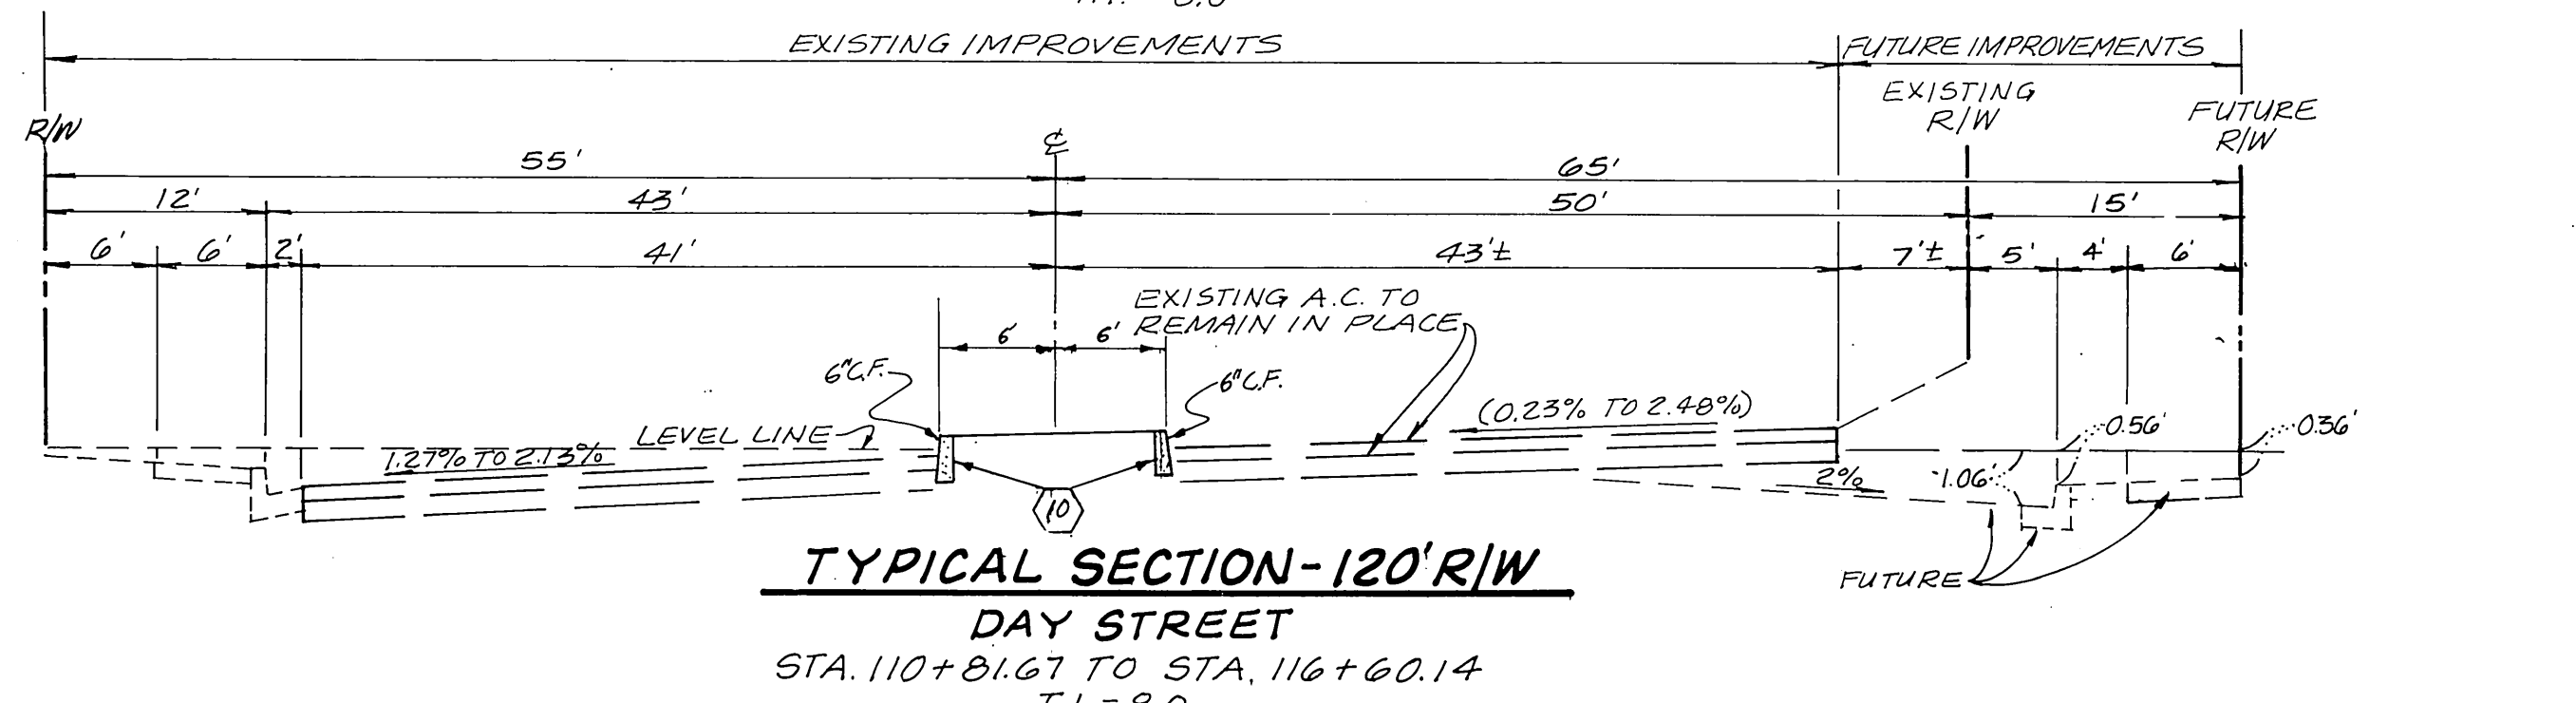 EXISTING IMPROVEMENTS
FUTURE IMPROVEMENTS
R/W
℄
EXISTING
R/W
FUTURE
R/W
55'
65'
12'
43'
50'
15'
6'
6'
2'
41'
43'±
7'±
5'
4'
6'
EXISTING A.C. TO
REMAIN IN PLACE
6'
6'
6"C.F.
6"C.F.
(0.23% TO 2.48%)
LEVEL LINE
1.27% TO 2.13%
-0.56'
-0.36'
2%
-1.06'
10
FUTURE
TYPICAL SECTION-120' R/W
DAY STREET
STA. 110+81.67 TO STA. 116+60.14